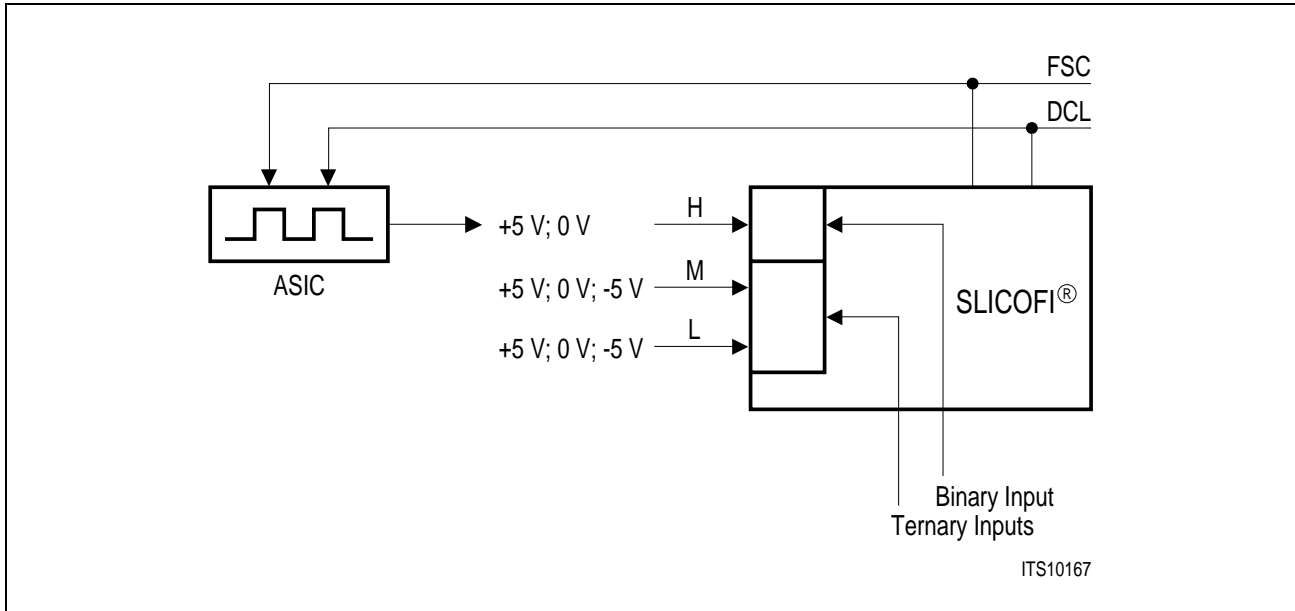 FSC
DCL
+5 V; 0 V
H
ASIC
+5 V; 0 V; -5 V
M
SLICOFI®
+5 V; 0 V; -5 V
L
Binary Input
Ternary Inputs
ITS10167